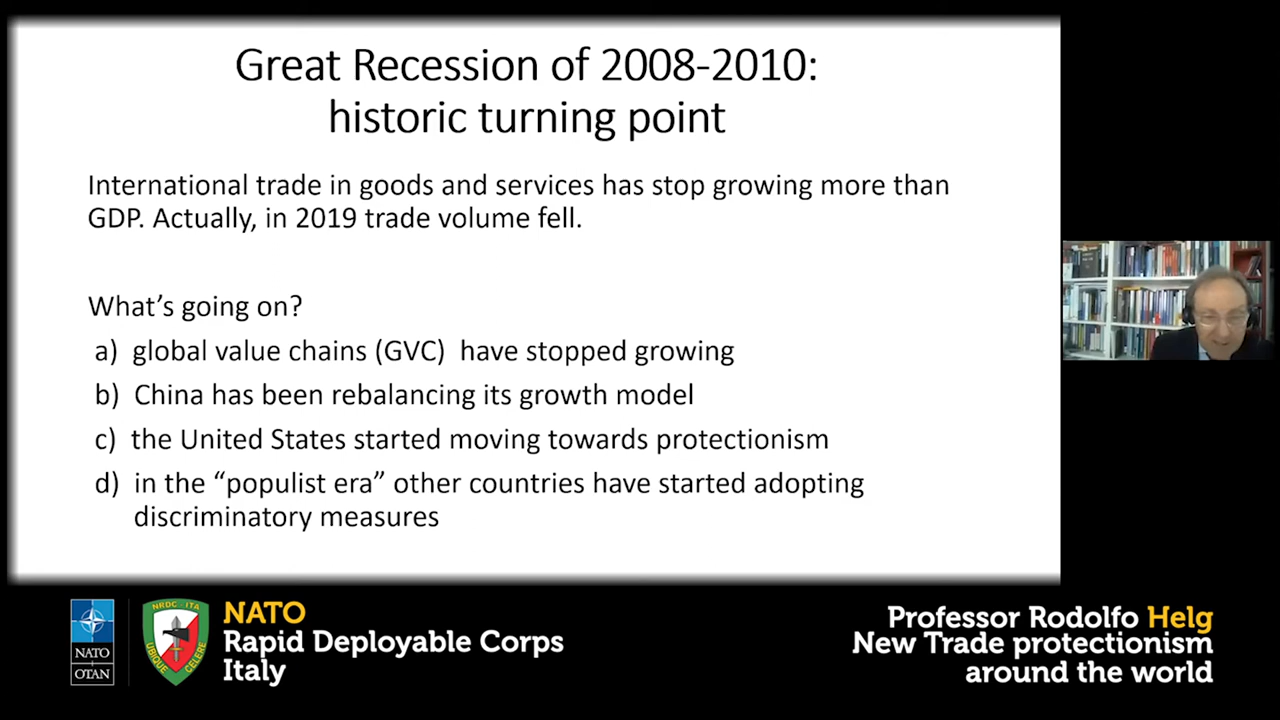 Great Recession of 2008-2010:
historic turning point
International trade in goods and services has stop growing more than
GDP. Actually, in 2019 trade volume fell.
What's going on?
a) global value chains (GVC) have stopped growing
b) China has been rebalancing its growth model
c) the United States started moving towards protectionism
d) in the “populist era” other countries have started adopting
discriminatory measures
NATO
OTAN
NRDC - ITA
UBIQUE CELERE
NATO
Rapid Deployable Corps
Italy
Professor Rodolfo Helg
New Trade protectionism
around the world